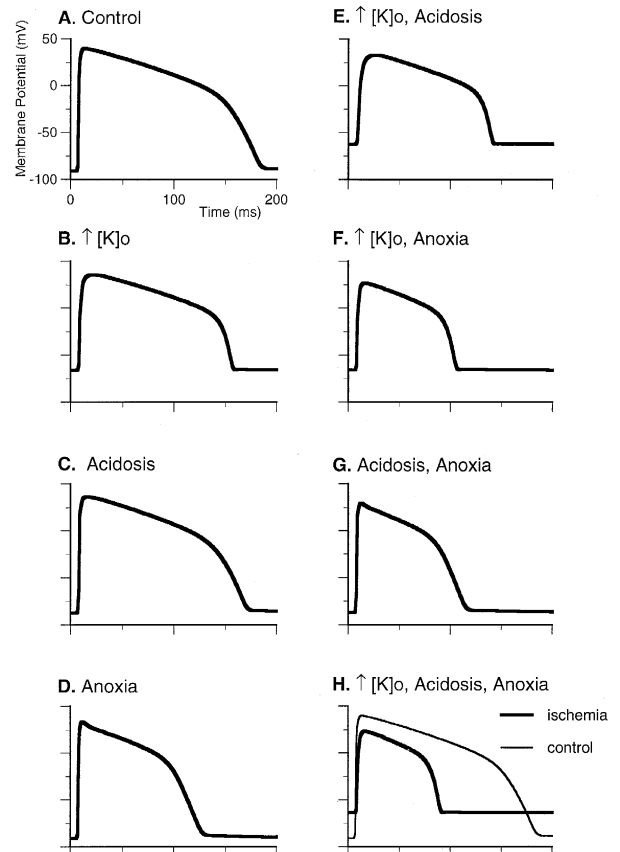 A. Control
Membrane Potential (mV)
50
0
-50
-100
0
100
200
Time (ms)
B. ↑ [K]o
C. Acidosis
D. Anoxia
E. ↑ [K]o, Acidosis
F. ↑ [K]o, Anoxia
G. Acidosis, Anoxia
H. ↑ [K]o, Acidosis, Anoxia
ischemia
control